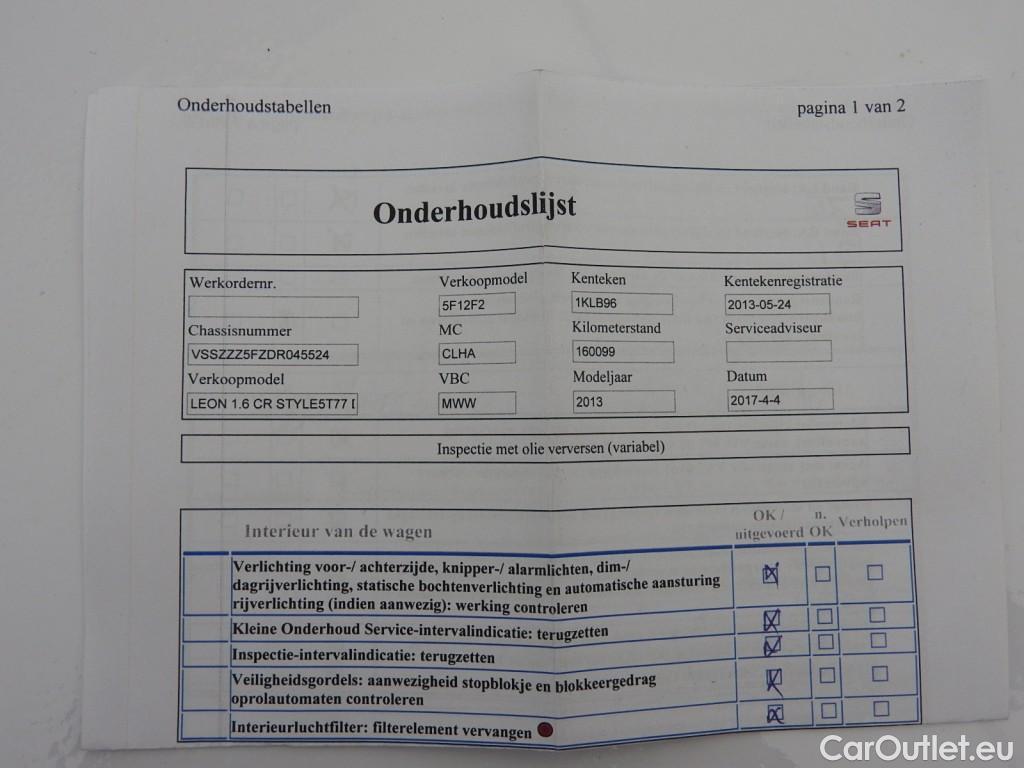 Onderhoudstabellen pagina 1 van 2
Onderhoudslijst
SEAT
Werkordernr. Verkoopmodel Kenteken Kentekenregistratie
5F12F2 1KLB96 2013-05-24
Chassisnummer MC Kilometerstand Serviceadviseur
VSSZZZ5FZDR045524 CLHA 160099
Verkoopmodel VBC Modeljaar Datum
LEON 1.6 CR STYLE5T77 MWW 2013 2017-4-4
Inspectie met olie verversen (variabel)
Interieur van de wagen OK / uitgevoerd n. OK Verholpen
Verlichting voor-/ achterzijde, knipper-/ alarmlichten, dim-/
dagrijverlichting, statische bochtenverlichting en automatische aansturing
rijverlichting (indien aanwezig): werking controleren
Kleine Onderhoud Service-intervalindicatie: terugzetten
Inspectie-intervalindicatie: terugzetten
Veiligheidsgordels: aanwezigheid stopblokje en blokkeergedrag
oprolautomaten controleren
Interieurluchtfilter: filterelement vervangen
CarOutlet.eu